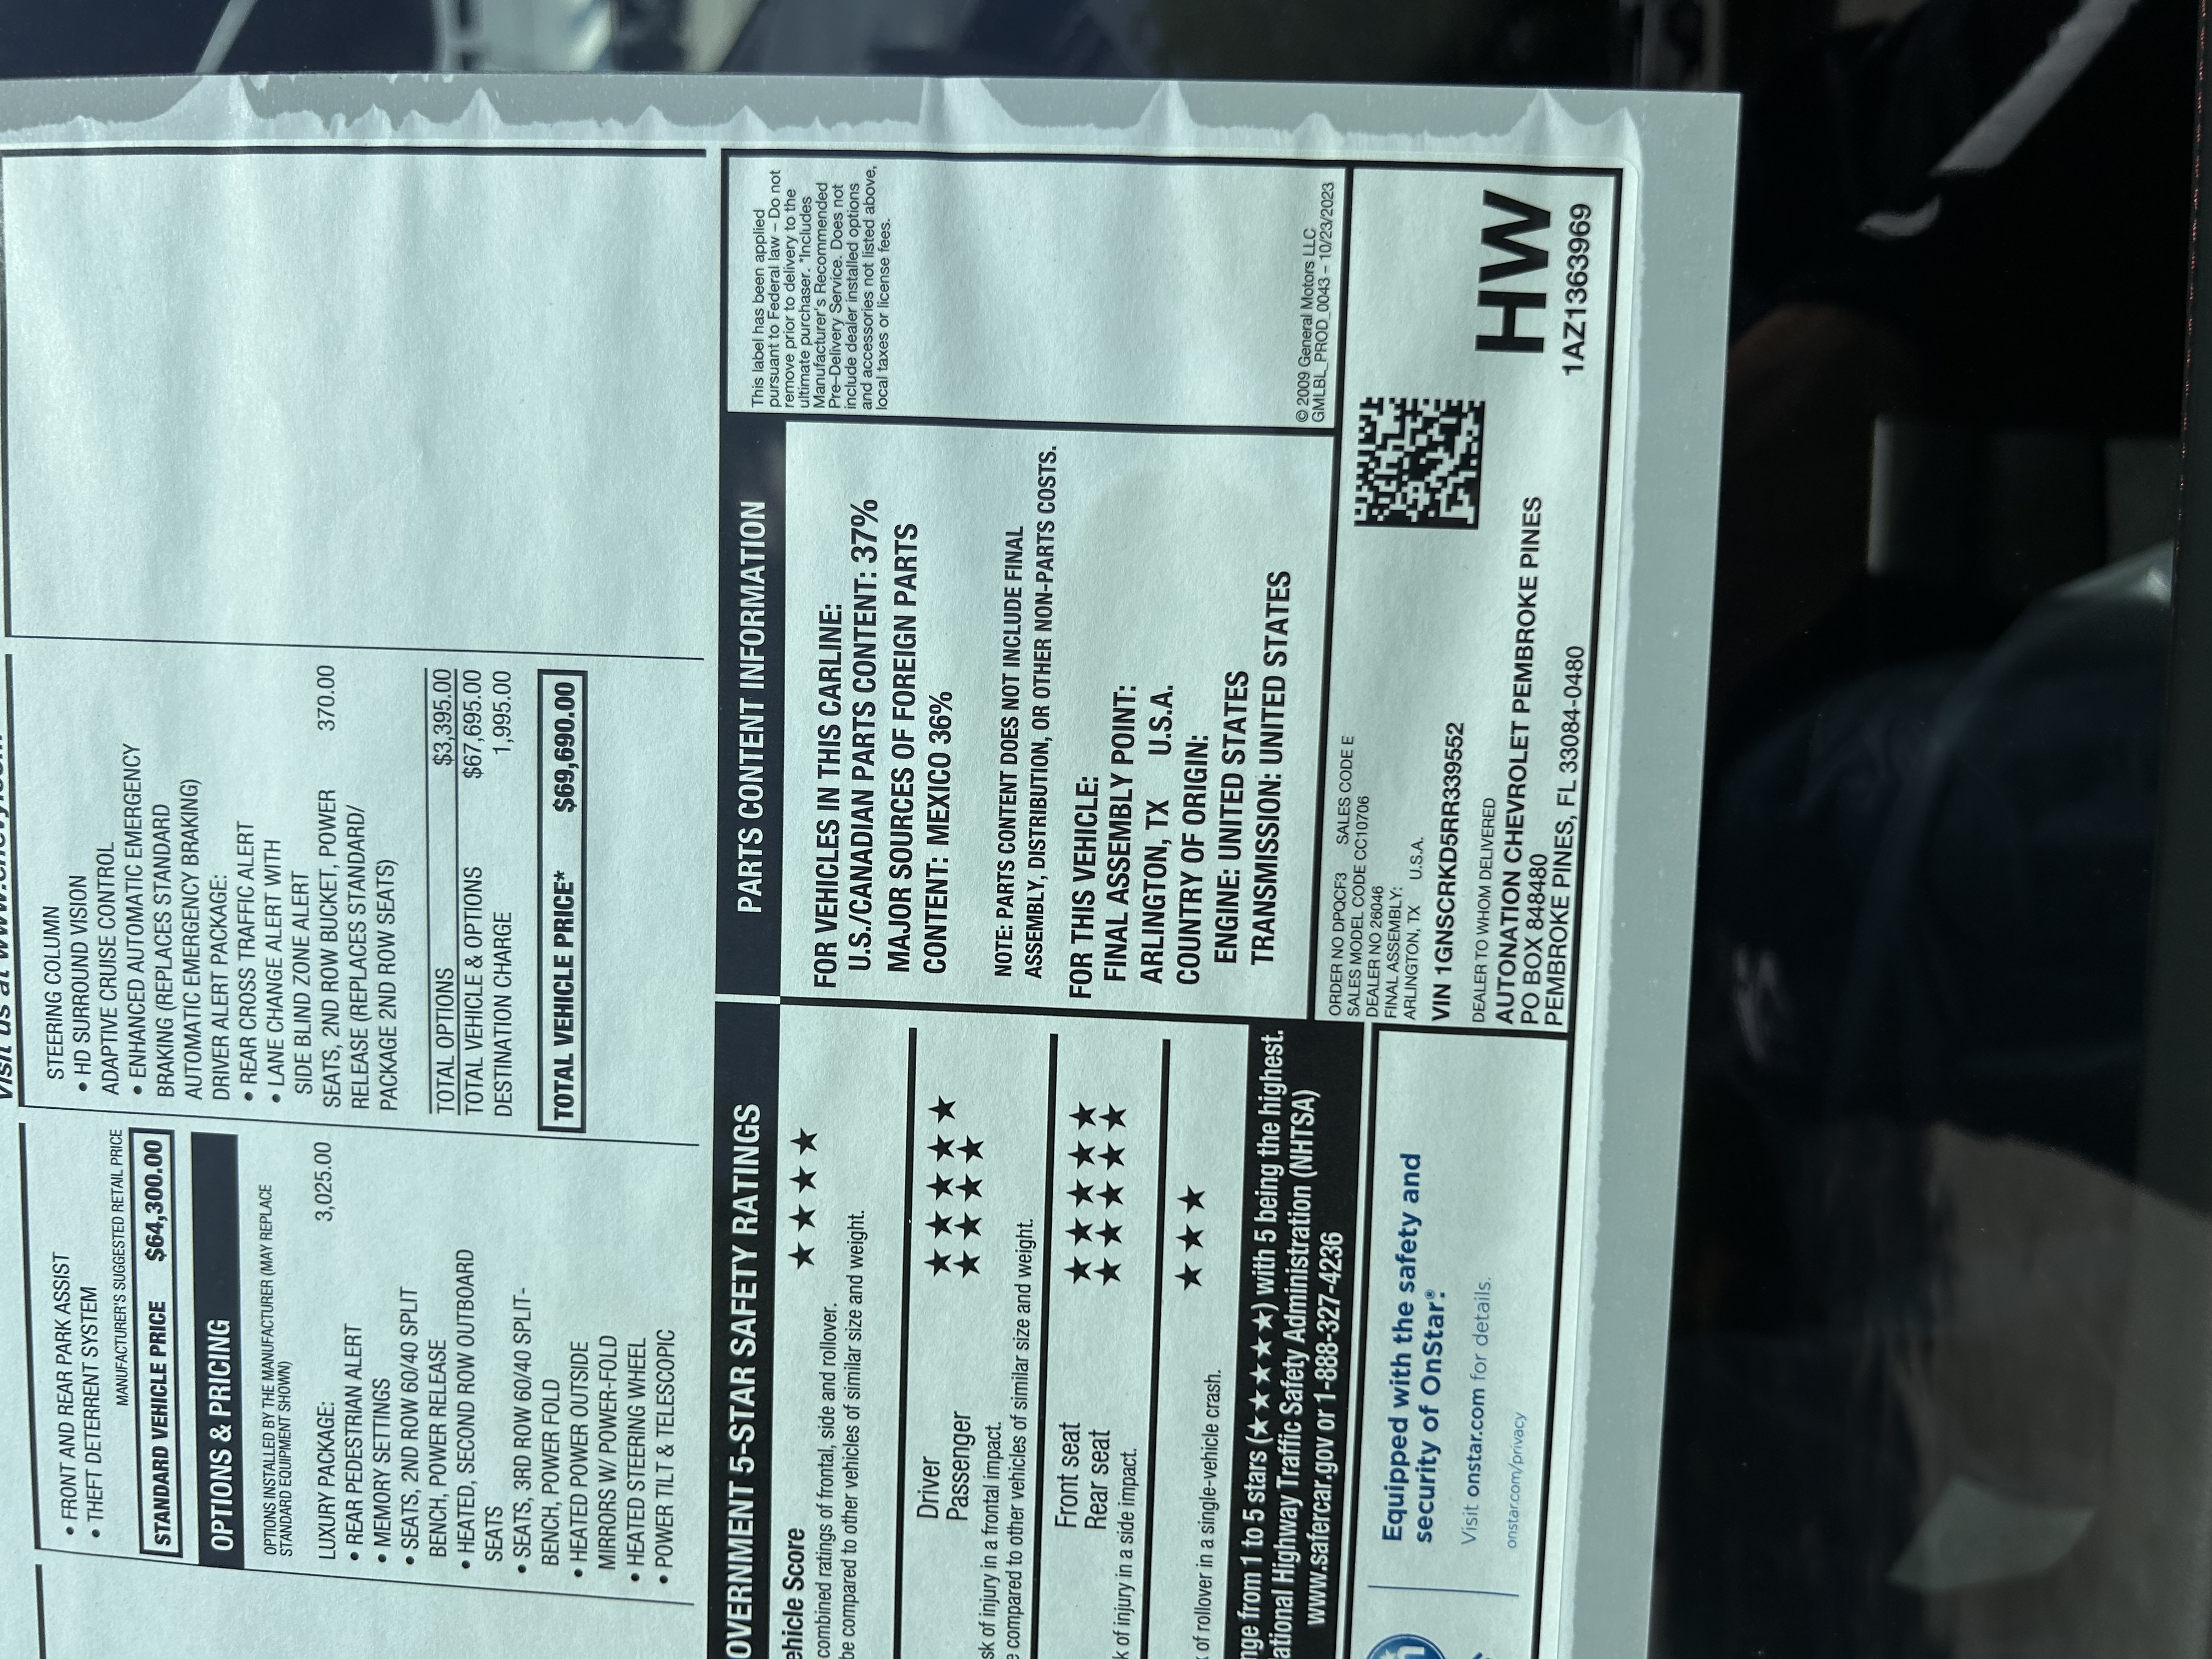 • FRONT AND REAR PARK ASSIST
• THEFT DETERRENT SYSTEM
MANUFACTURER'S SUGGESTED RETAIL PRICE
STANDARD VEHICLE PRICE $64,300.00
OPTIONS & PRICING
OPTIONS INSTALLED BY THE MANUFACTURER (MAY REPLACE
STANDARD EQUIPMENT SHOWN)
LUXURY PACKAGE: 3,025.00
• REAR PEDESTRIAN ALERT
• MEMORY SETTINGS
• SEATS, 2ND ROW 60/40 SPLIT
BENCH, POWER RELEASE
• HEATED, SECOND ROW OUTBOARD
SEATS
• SEATS, 3RD ROW 60/40 SPLIT-
BENCH, POWER FOLD
• HEATED POWER OUTSIDE
MIRRORS W/ POWER-FOLD
• HEATED STEERING WHEEL
• POWER TILT & TELESCOPIC
STEERING COLUMN
• HD SURROUND VISION
ADAPTIVE CRUISE CONTROL
• ENHANCED AUTOMATIC EMERGENCY
BRAKING (REPLACES STANDARD
AUTOMATIC EMERGENCY BRAKING)
DRIVER ALERT PACKAGE:
• REAR CROSS TRAFFIC ALERT
• LANE CHANGE ALERT WITH
SIDE BLIND ZONE ALERT
SEATS, 2ND ROW BUCKET, POWER 370.00
RELEASE (REPLACES STANDARD/
PACKAGE 2ND ROW SEATS)
TOTAL OPTIONS $3,395.00
TOTAL VEHICLE & OPTIONS $67,695.00
DESTINATION CHARGE 1,995.00
TOTAL VEHICLE PRICE* $69,690.00
OVERNMENT 5-STAR SAFETY RATINGS
ehicle Score ★★★★
combined ratings of frontal, side and rollover.
be compared to other vehicles of similar size and weight.
Driver ★★★★★
Passenger ★★★★
sk of injury in a frontal impact.
e compared to other vehicles of similar size and weight.
Front seat ★★★★★
Rear seat ★★★★★
k of injury in a side impact.
★★★
of rollover in a single-vehicle crash.
nge from 1 to 5 stars (★★★★★) with 5 being the highest.
ational Highway Traffic Safety Administration (NHTSA)
www.safercar.gov or 1-888-327-4236
Equipped with the safety and
security of OnStar®.
Visit onstar.com for details.
onstar.com/privacy
PARTS CONTENT INFORMATION
FOR VEHICLES IN THIS CARLINE:
U.S./CANADIAN PARTS CONTENT: 37%
MAJOR SOURCES OF FOREIGN PARTS
CONTENT: MEXICO 36%
NOTE: PARTS CONTENT DOES NOT INCLUDE FINAL
ASSEMBLY, DISTRIBUTION, OR OTHER NON-PARTS COSTS.
FOR THIS VEHICLE:
FINAL ASSEMBLY POINT:
ARLINGTON, TX U.S.A.
COUNTRY OF ORIGIN:
ENGINE: UNITED STATES
TRANSMISSION: UNITED STATES
This label has been applied
pursuant to Federal law – Do not
remove prior to delivery to the
ultimate purchaser. *Includes
Manufacturer's Recommended
Pre–Delivery Service. Does not
include dealer installed options
and accessories not listed above,
local taxes or license fees.
© 2009 General Motors LLC
GMLBL_PROD_0043 – 10/23/2023
ORDER NO DPQCF3 SALES CODE E
SALES MODEL CODE CC10706
DEALER NO 26046
FINAL ASSEMBLY:
ARLINGTON, TX U.S.A.
VIN 1GNSCRKD5RR339552
DEALER TO WHOM DELIVERED
AUTONATION CHEVROLET PEMBROKE PINES
PO BOX 848480
PEMBROKE PINES, FL 33084-0480
HW
1AZ1363969